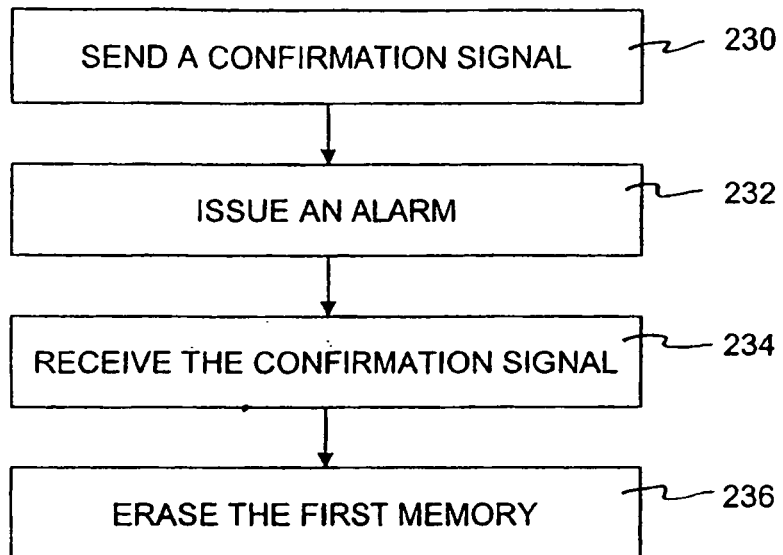 SEND A CONFIRMATION SIGNAL
230
ISSUE AN ALARM
232
RECEIVE THE CONFIRMATION SIGNAL
234
ERASE THE FIRST MEMORY
236